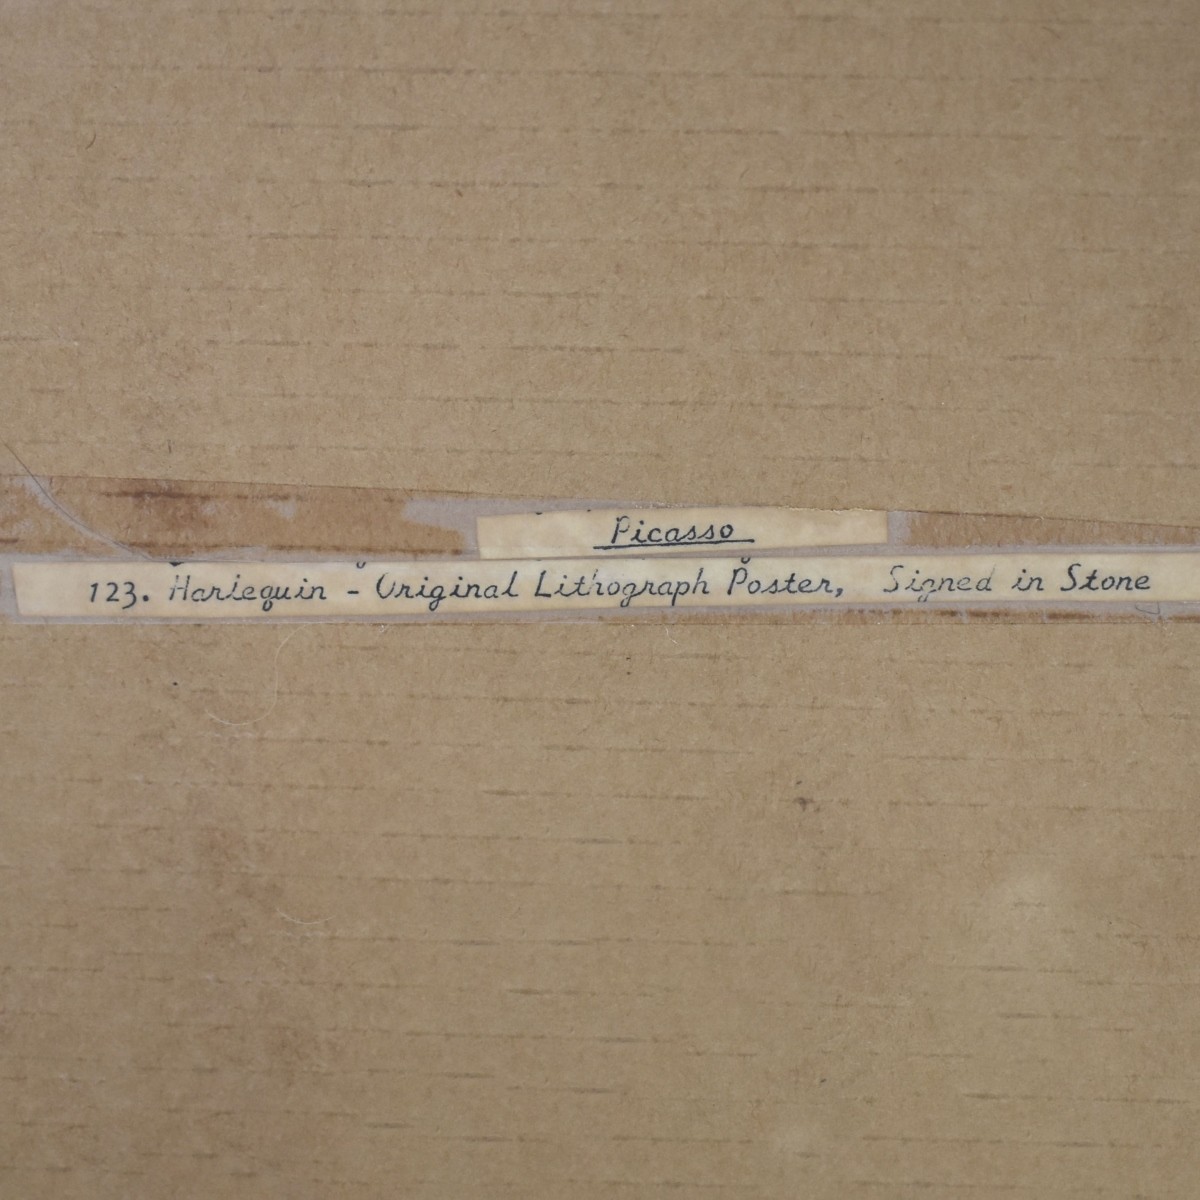 Picasso
123. Harlequin - Original Lithograph Poster, Signed in Stone